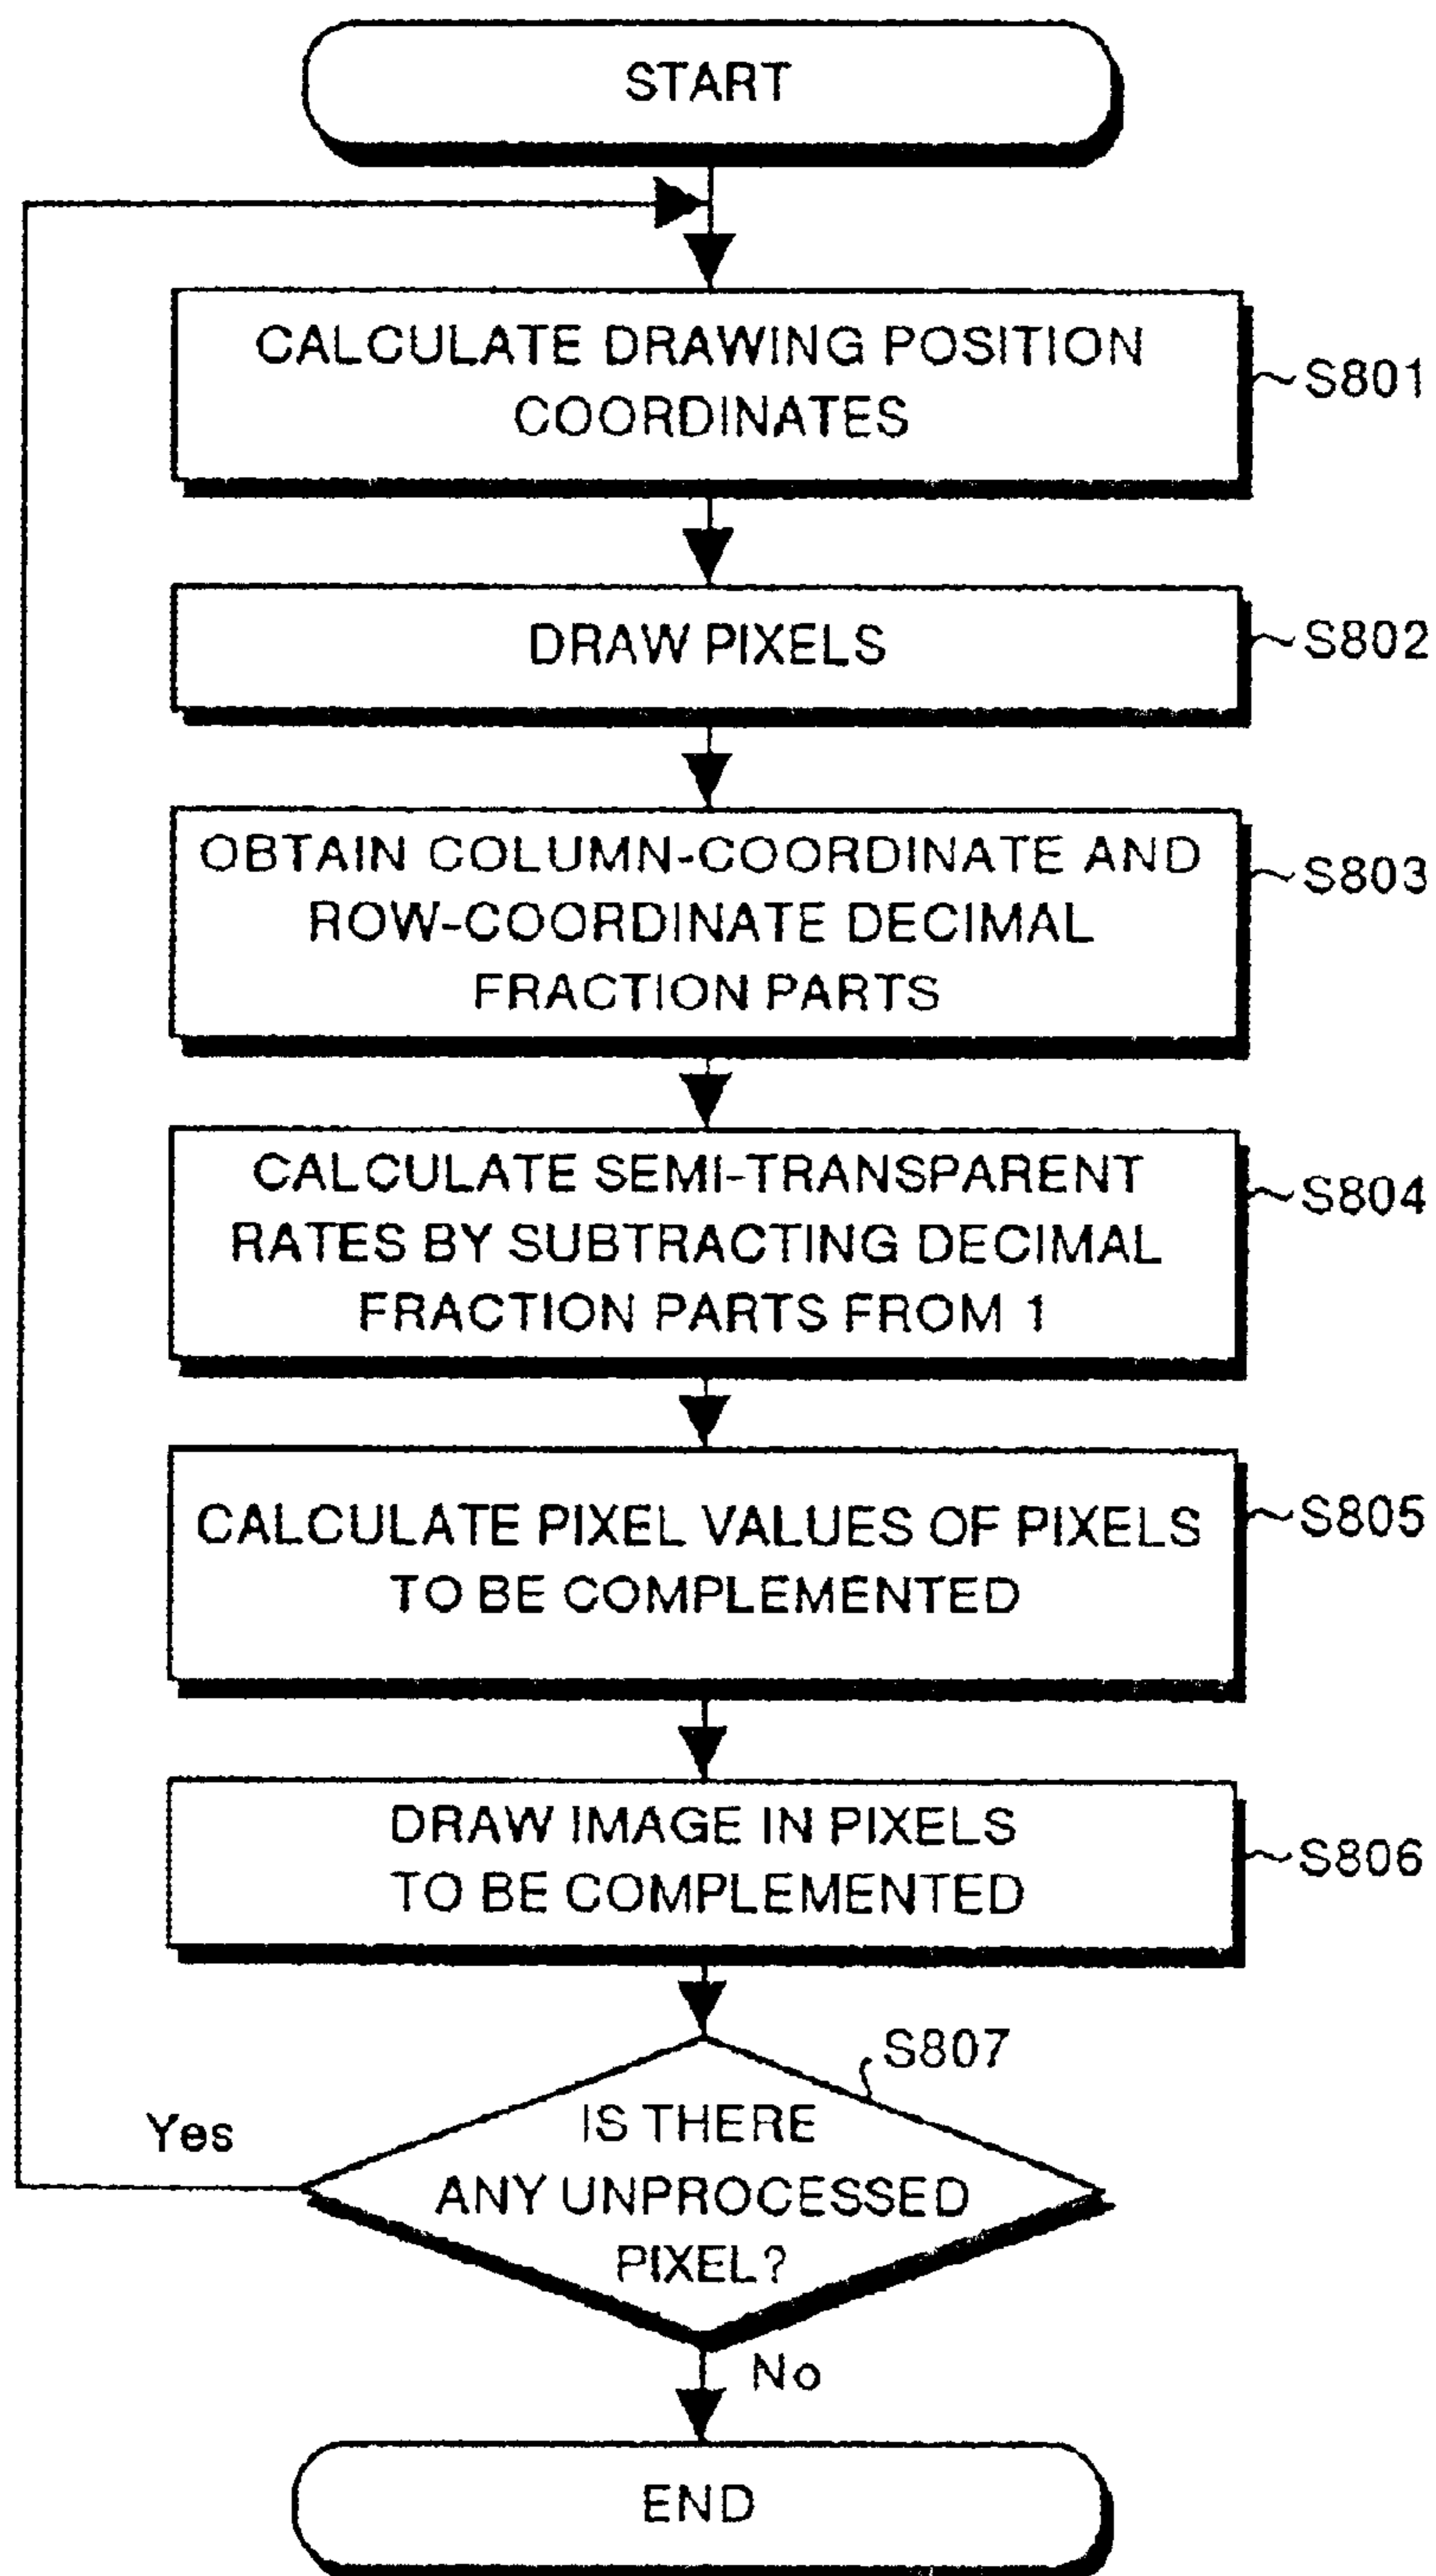 START
CALCULATE DRAWING POSITION
COORDINATES
S801
DRAW PIXELS
S802
OBTAIN COLUMN-COORDINATE AND
ROW-COORDINATE DECIMAL
FRACTION PARTS
S803
CALCULATE SEMI-TRANSPARENT
RATES BY SUBTRACTING DECIMAL
FRACTION PARTS FROM 1
S804
CALCULATE PIXEL VALUES OF PIXELS
TO BE COMPLEMENTED
S805
DRAW IMAGE IN PIXELS
TO BE COMPLEMENTED
S806
S807
IS THERE
ANY UNPROCESSED
PIXEL?
Yes
No
END